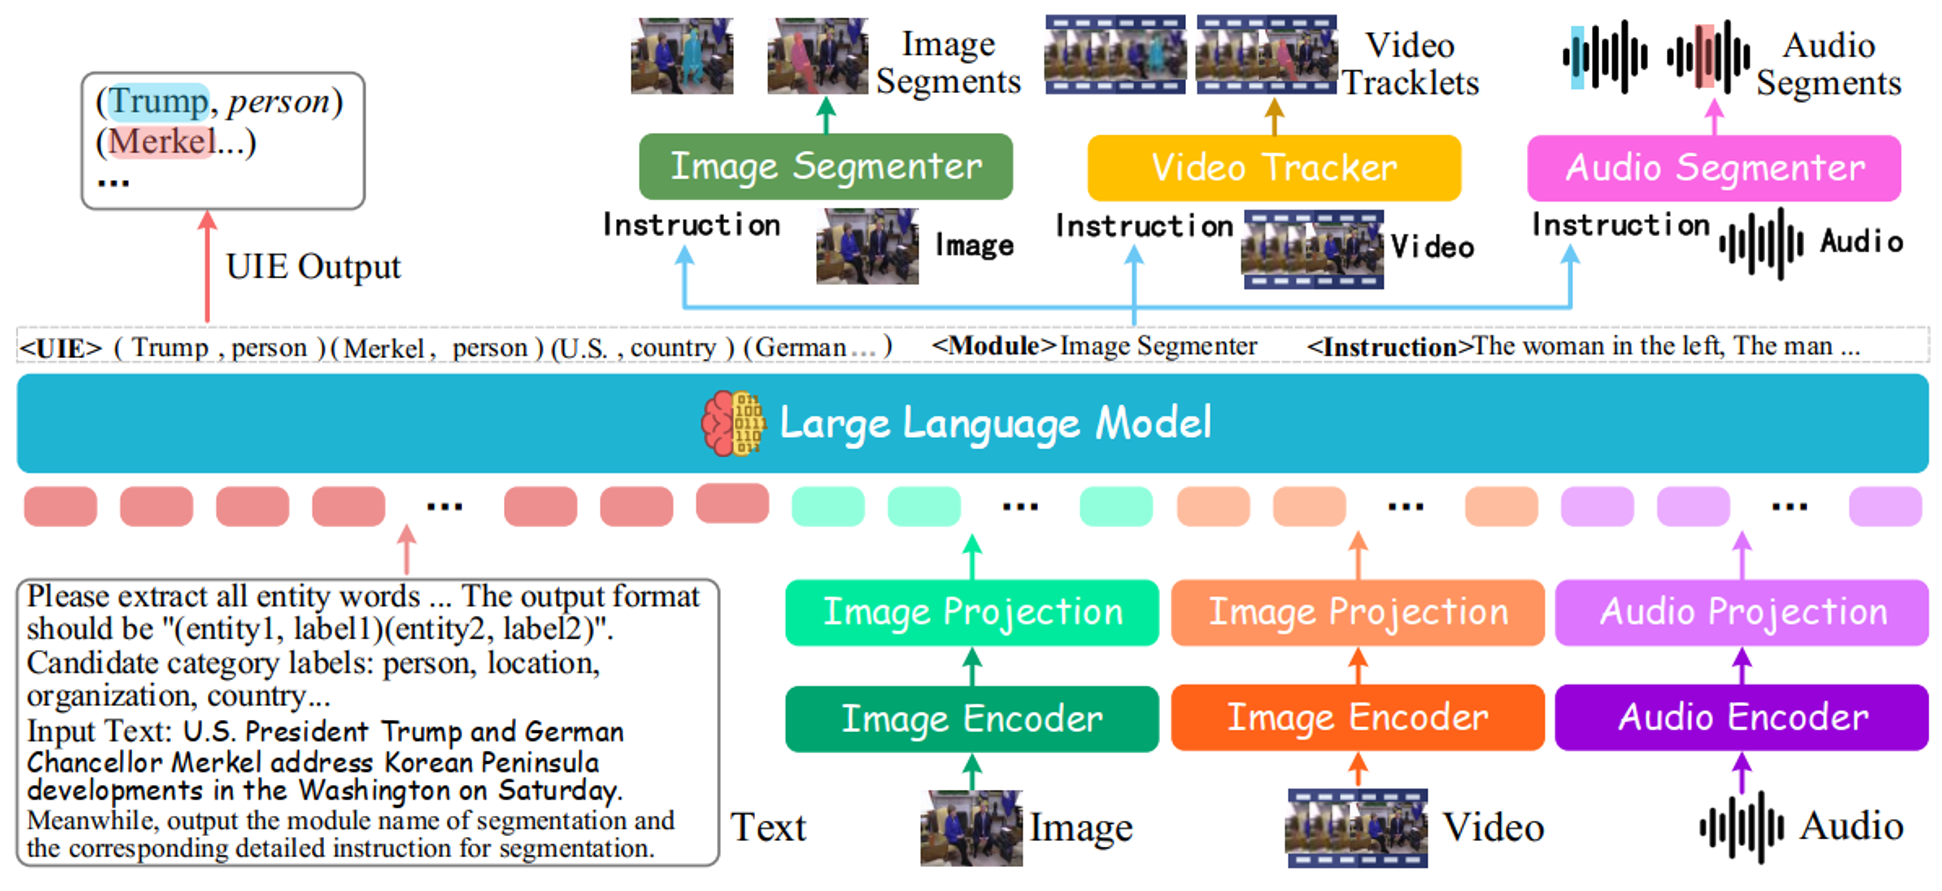 Image
Segments
Video
Tracklets
Audio
Segments
(Trump, person)
(Merkel...)
...
Image Segmenter
Video Tracker
Audio Segmenter
Instruction
Image
Instruction
Video
Instruction
Audio
UIE Output
<UIE> ( Trump , person ) ( Merkel , person ) (U.S. , country ) (German ... ) <Module>Image Segmenter <Instruction>The woman in the left, The man ...
011
100
0111
110
011
Large Language Model
... ... ... ...
Please extract all entity words ... The output format
should be "(entity1, label1)(entity2, label2)".
Candidate category labels: person, location,
organization, country...
Input Text: U.S. President Trump and German
Chancellor Merkel address Korean Peninsula
developments in the Washington on Saturday.
Meanwhile, output the module name of segmentation and
the corresponding detailed instruction for segmentation.
Text
Image Projection
Image Projection
Audio Projection
Image Encoder
Image Encoder
Audio Encoder
Image
Video
Audio